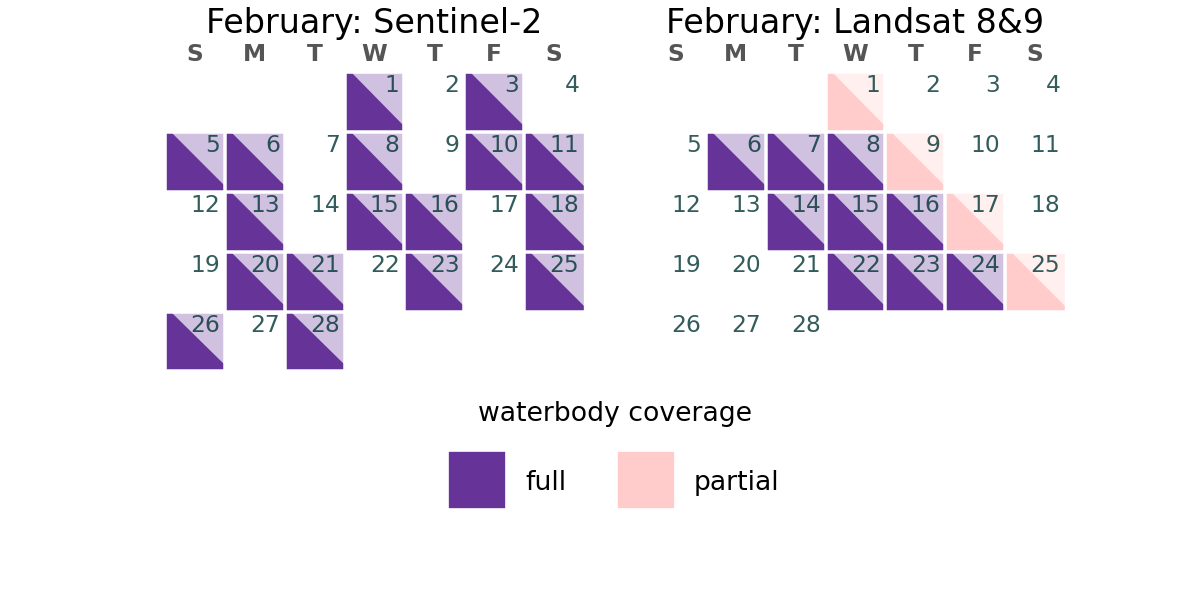 February: Sentinel-2
S M T W T F S
1 2 3 4
5 6 7 8 9 10 11
12 13 14 15 16 17 18
19 20 21 22 23 24 25
26 27 28
February: Landsat 8&9
S M T W T F S
1 2 3 4
5 6 7 8 9 10 11
12 13 14 15 16 17 18
19 20 21 22 23 24 25
26 27 28
waterbody coverage
full
partial